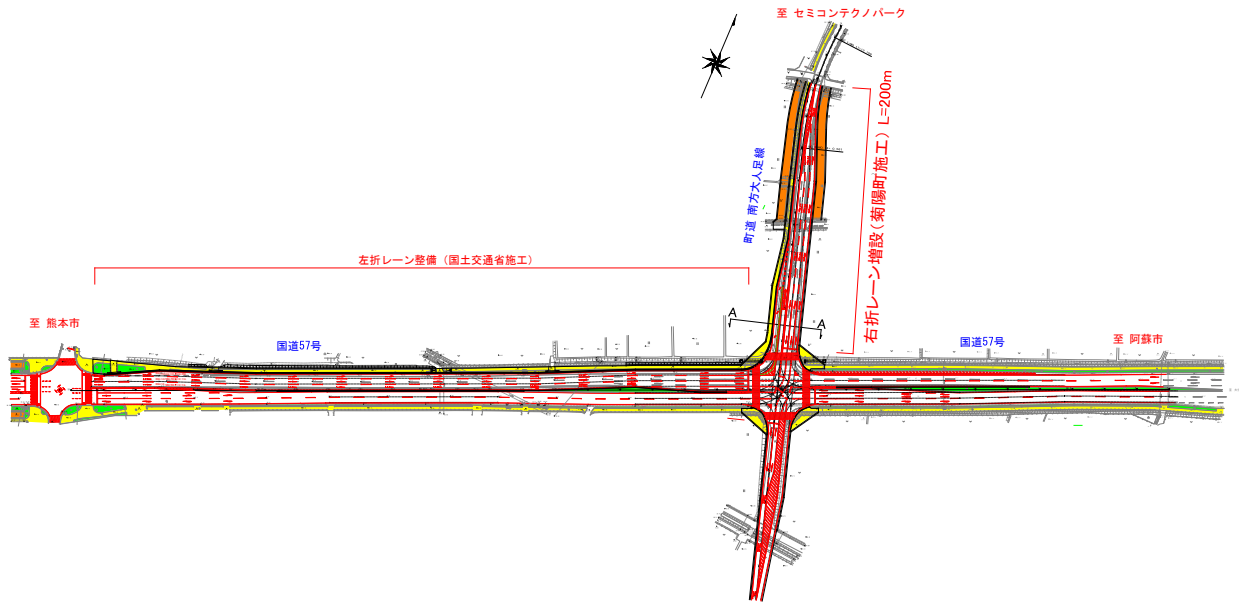 至 セミコンテクノパーク
右折レーン増設(菊陽町施工) L=200m
町道 南方大人足線
左折レーン整備(国土交通省施工)
至 熊本市
国道57号
A
A
国道57号
至 阿蘇市